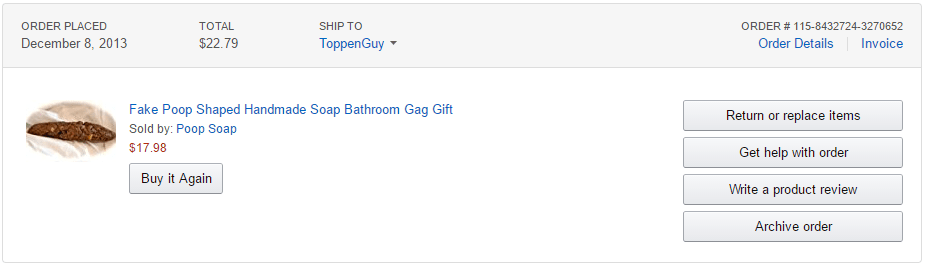 ORDER PLACED
December 8, 2013
TOTAL
$22.79
SHIP TO
ToppenGuy
ORDER # 115-8432724-3270652
Order Details
Invoice
Fake Poop Shaped Handmade Soap Bathroom Gag Gift
Sold by: Poop Soap
$17.98
Buy it Again
Return or replace items
Get help with order
Write a product review
Archive order